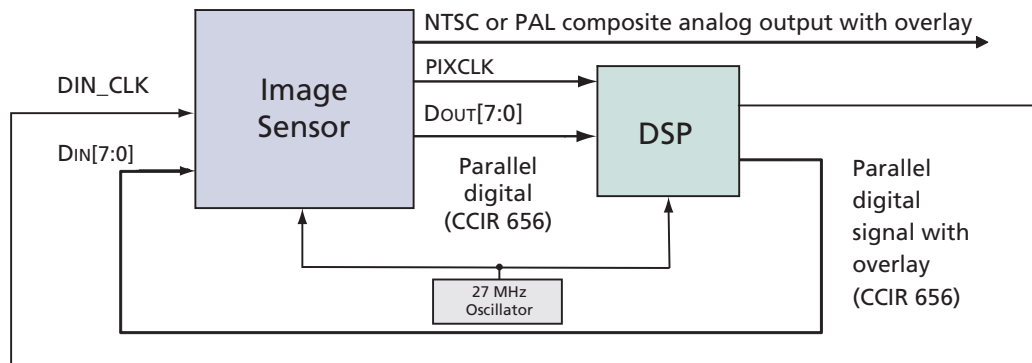 NTSC or PAL composite analog output with overlay
PIXCLK
DIN_CLK
Image
Sensor
DOUT[7:0]
DSP
DIN[7:0]
Parallel
digital
(CCIR 656)
Parallel
digital
signal with
overlay
(CCIR 656)
27 MHz
Oscillator